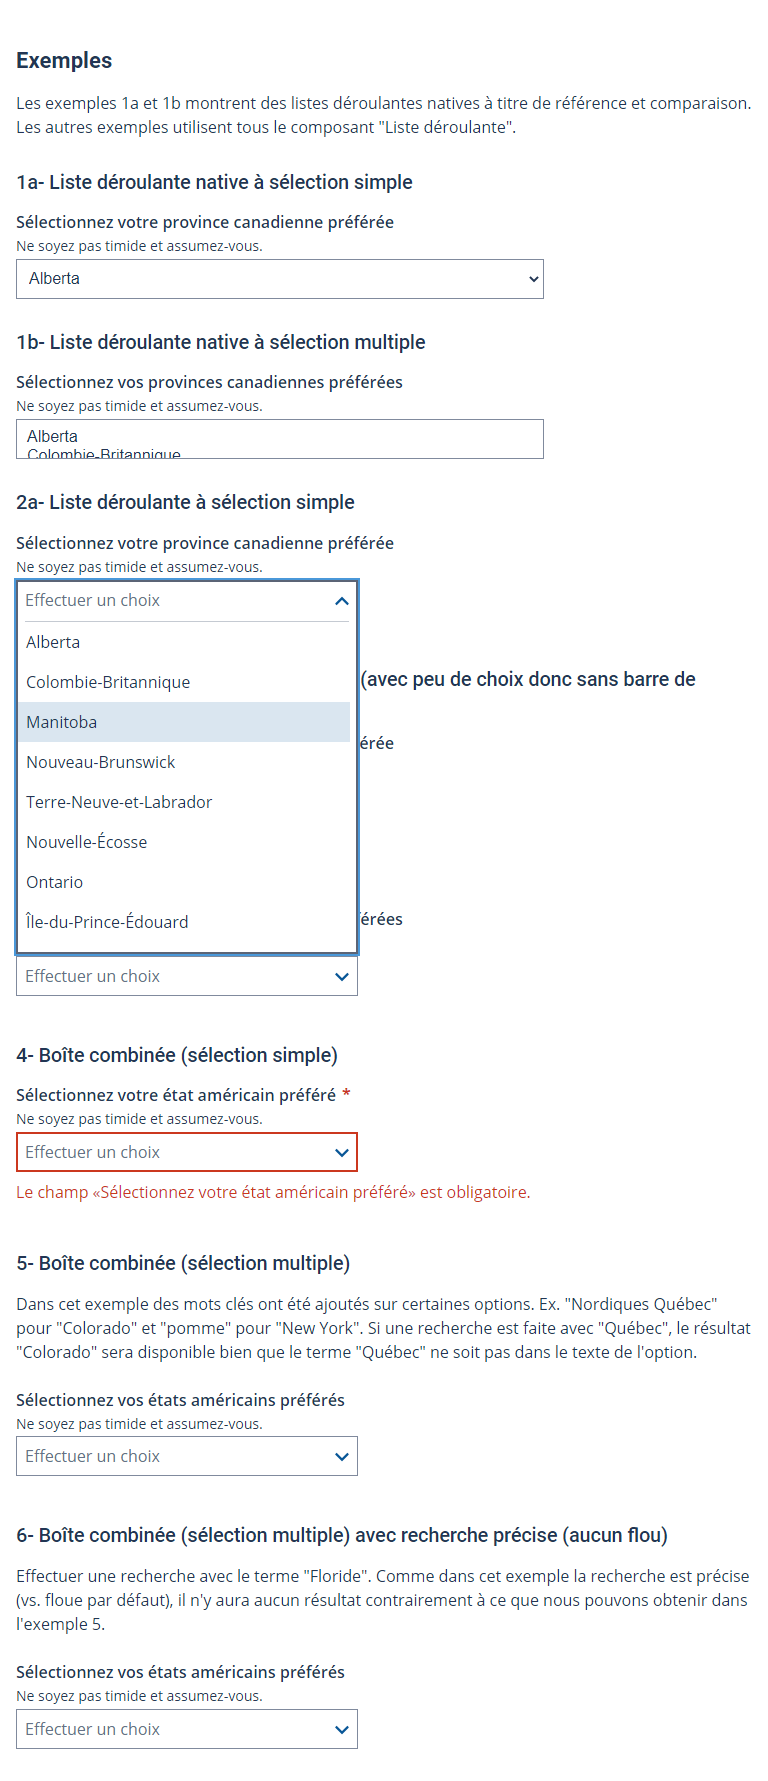 Exemples
Les exemples 1a et 1b montrent des listes déroulantes natives à titre de référence et comparaison.
Les autres exemples utilisent tous le composant "Liste déroulante".
1a- Liste déroulante native à sélection simple
Sélectionnez votre province canadienne préférée
Ne soyez pas timide et assumez-vous.
Alberta
1b- Liste déroulante native à sélection multiple
Sélectionnez vos provinces canadiennes préférées
Ne soyez pas timide et assumez-vous.
Alberta
Colombie-Britannique
2a- Liste déroulante à sélection simple
Sélectionnez votre province canadienne préférée
Ne soyez pas timide et assumez-vous.
Effectuer un choix
Alberta
Colombie-Britannique
(avec peu de choix donc sans barre de
Manitoba
érée
Nouveau-Brunswick
Terre-Neuve-et-Labrador
Nouvelle-Écosse
Ontario
Île-du-Prince-Édouard
érées
Effectuer un choix
4- Boîte combinée (sélection simple)
Sélectionnez votre état américain préféré *
Ne soyez pas timide et assumez-vous.
Effectuer un choix
Le champ «Sélectionnez votre état américain préféré» est obligatoire.
5- Boîte combinée (sélection multiple)
Dans cet exemple des mots clés ont été ajoutés sur certaines options. Ex. "Nordiques Québec"
pour "Colorado" et "pomme" pour "New York". Si une recherche est faite avec "Québec", le résultat
"Colorado" sera disponible bien que le terme "Québec" ne soit pas dans le texte de l'option.
Sélectionnez vos états américains préférés
Ne soyez pas timide et assumez-vous.
Effectuer un choix
6- Boîte combinée (sélection multiple) avec recherche précise (aucun flou)
Effectuer une recherche avec le terme "Floride". Comme dans cet exemple la recherche est précise
(vs. floue par défaut), il n'y aura aucun résultat contrairement à ce que nous pouvons obtenir dans
l'exemple 5.
Sélectionnez vos états américains préférés
Ne soyez pas timide et assumez-vous.
Effectuer un choix